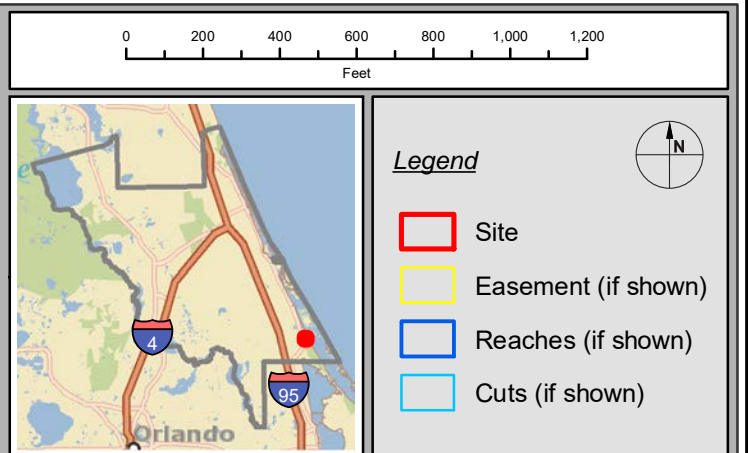 0 200 400 600 800 1,000 1,200
Feet
Legend
N
Site
Easement (if shown)
Reaches (if shown)
Cuts (if shown)
4
95
Orlando